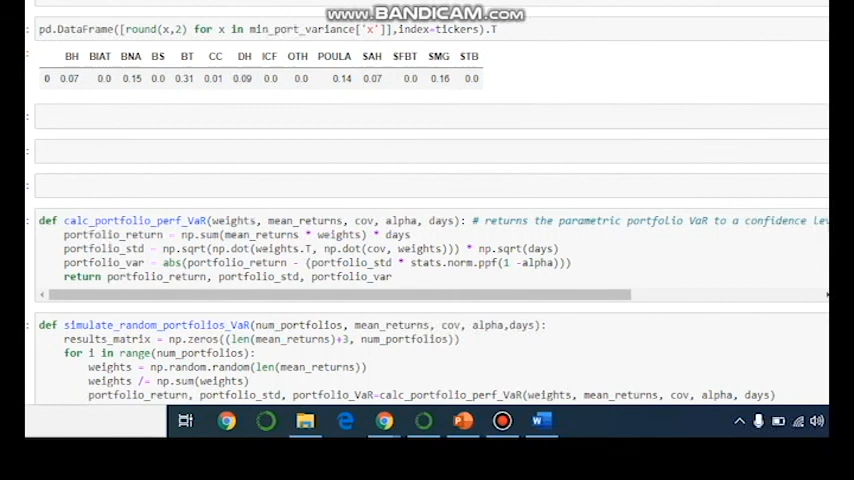 www.BANDICAM.com
pd.DataFrame([round(x,2) for x in min_port_variance['x']],index=tickers).T
BH BIAT BNA BS BT CC DH ICF OTH POULA SAH SFBT SMG STB
0 0.07 0.0 0.15 0.0 0.31 0.01 0.09 0.0 0.0 0.14 0.07 0.0 0.16 0.0
def calc_portfolio_perf_VaR(weights, mean_returns, cov, alpha, days): # returns the parametric portfolio VaR to a confidence lev
portfolio_return = np.sum(mean_returns * weights) * days
portfolio_std = np.sqrt(np.dot(weights.T, np.dot(cov, weights))) * np.sqrt(days)
portfolio_var = abs(portfolio_return - (portfolio_std * stats.norm.ppf(1 -alpha)))
return portfolio_return, portfolio_std, portfolio_var
def simulate_random_portfolios_VaR(num_portfolios, mean_returns, cov, alpha,days):
results_matrix = np.zeros((len(mean_returns)+3, num_portfolios))
for i in range(num_portfolios):
weights = np.random.random(len(mean_returns))
weights /= np.sum(weights)
portfolio_return, portfolio_std, portfolio_VaR=calc_portfolio_perf_VaR(weights, mean_returns, cov, alpha, days)